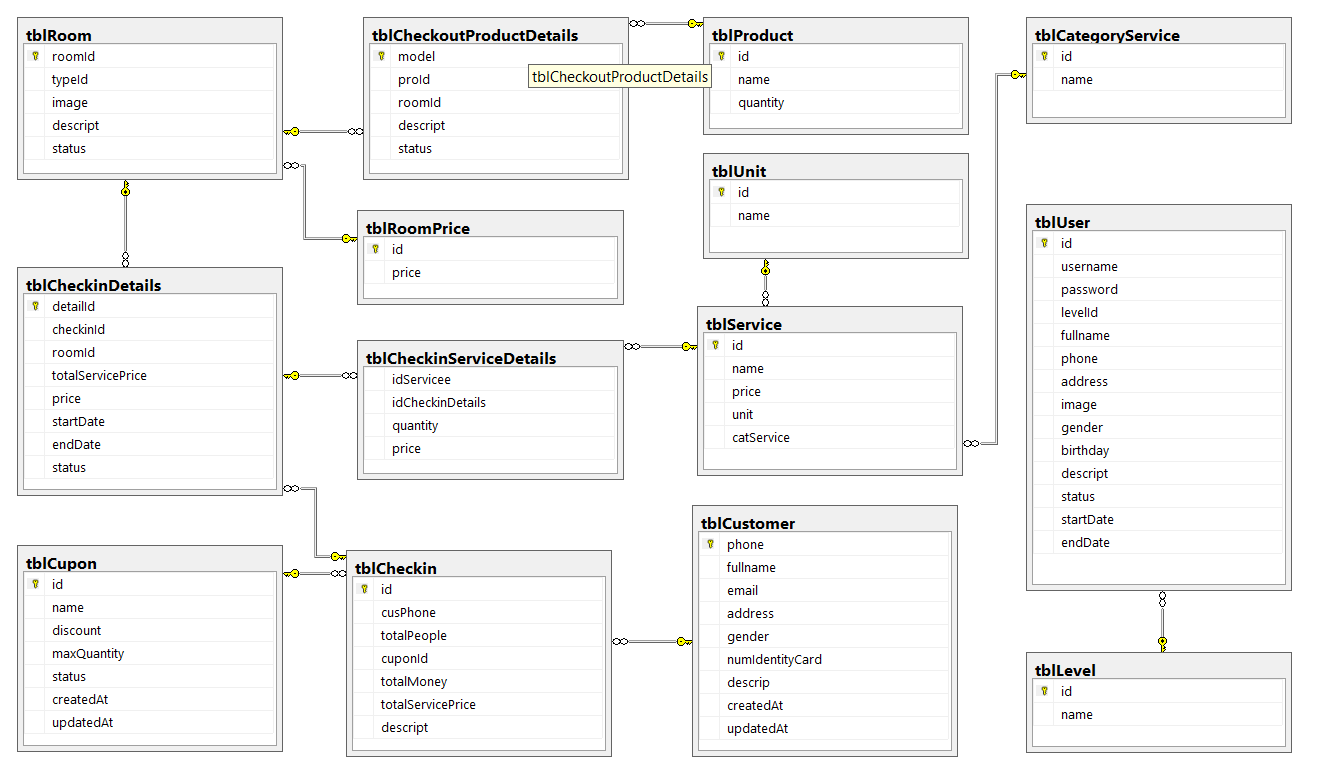 tblRoom
roomId
typeId
image
descript
status
tblCheckoutProductDetails
model
proId
roomId
descript
status
tblCheckoutProductDetails
tblProduct
id
name
quantity
tblCategoryService
id
name
tblUnit
id
name
tblRoomPrice
id
price
tblUser
id
username
password
levelId
fullname
phone
address
image
gender
birthday
descript
status
startDate
endDate
tblCheckinDetails
detailId
checkinId
roomId
totalServicePrice
price
startDate
endDate
status
tblCheckinServiceDetails
idServicee
idCheckinDetails
quantity
price
tblService
id
name
price
unit
catService
tblCupon
id
name
discount
maxQuantity
status
createdAt
updatedAt
tblCheckin
id
cusPhone
totalPeople
cuponId
totalMoney
totalServicePrice
descript
tblCustomer
phone
fullname
email
address
gender
numIdentityCard
descrip
createdAt
updatedAt
tblLevel
id
name